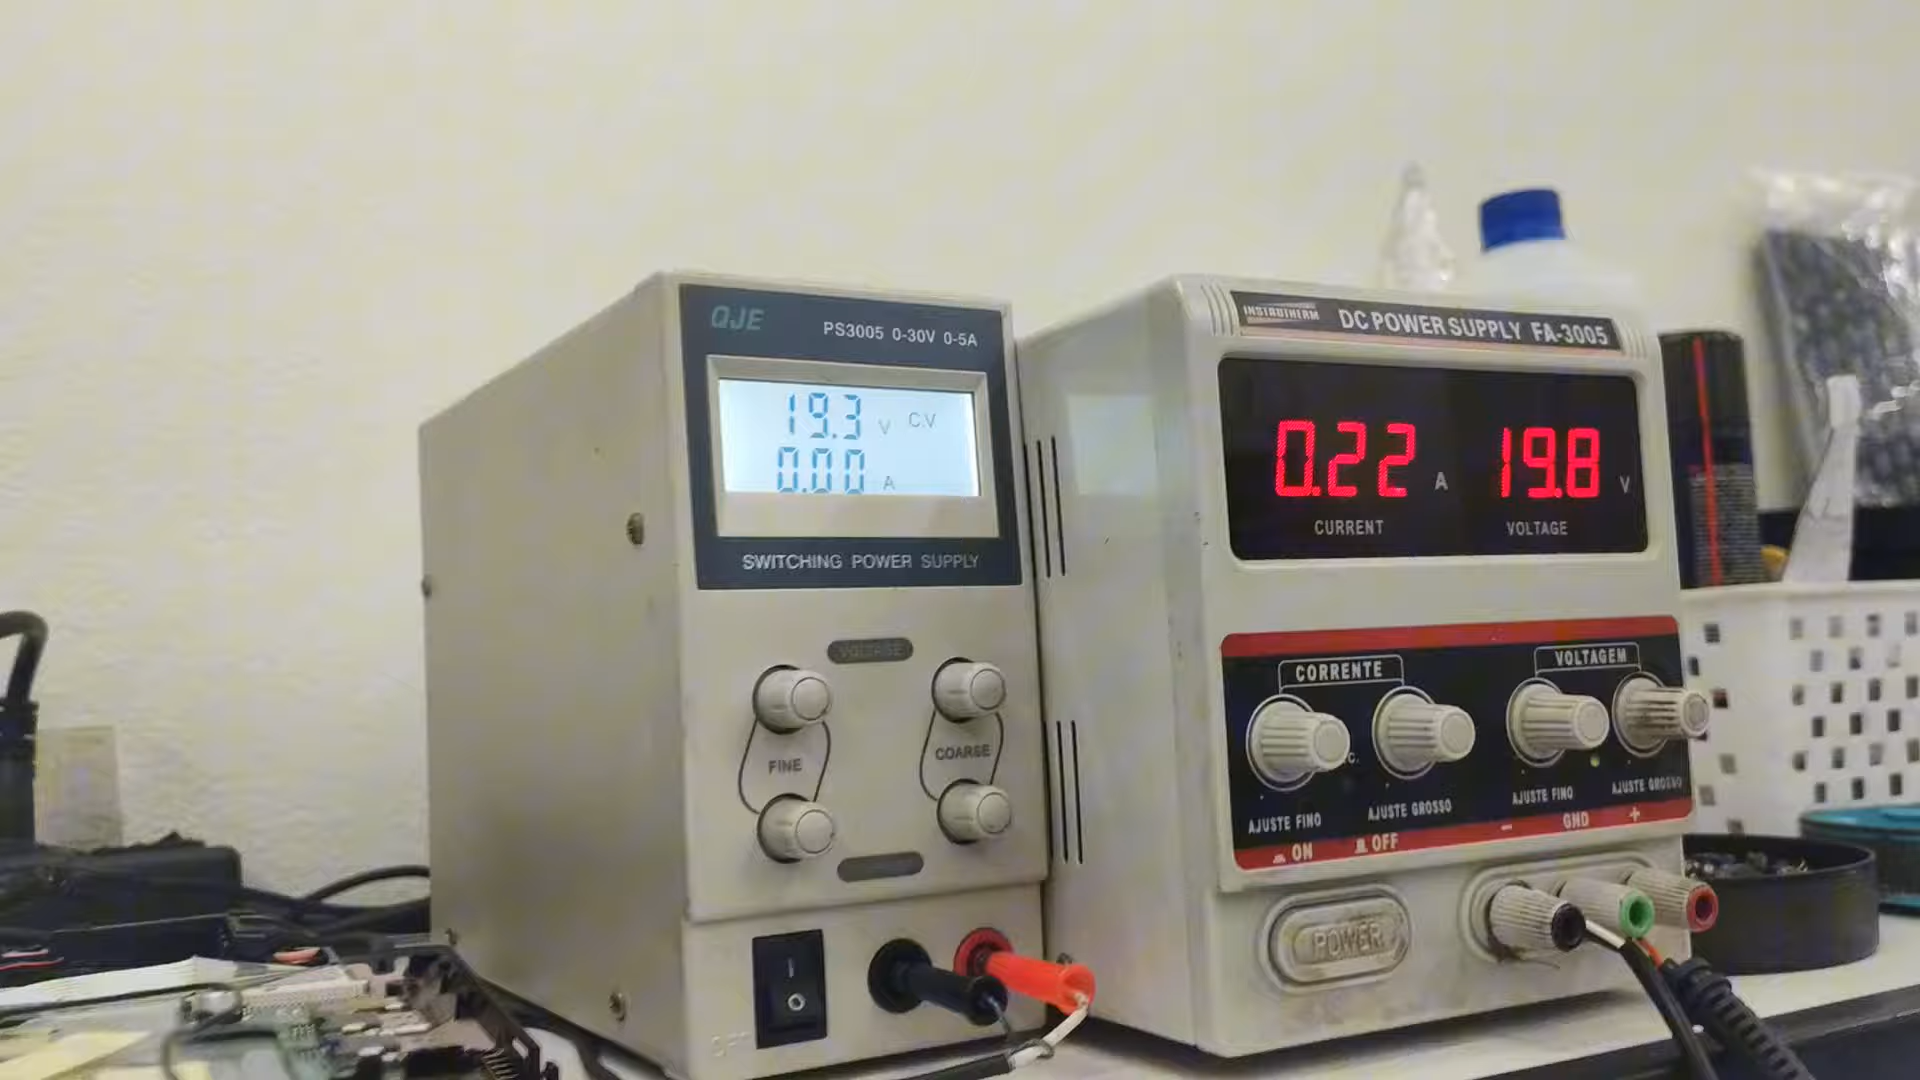 QJE
PS3005 0-30V 0-5A
19.3 V C.V
0.00 A
SWITCHING POWER SUPPLY
VOLTAGE
FINE
COARSE
INSTRUTHERM
DC POWER SUPPLY FA-3005
0.22 A
19.8 V
CURRENT
VOLTAGE
CORRENTE
VOLTAGEM
C.
AJUSTE FINO
AJUSTE GROSSO
AJUSTE FINO
AJUSTE GROSSO
ON
OFF
- GND +
POWER